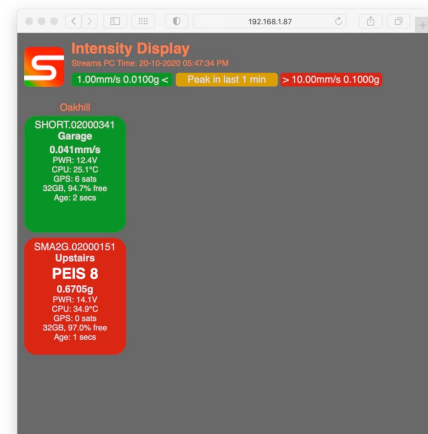 192.168.1.87
Intensity Display
Streams PC Time: 20-10-2020 05:47:34 PM
1.00mm/s 0.0100g < Peak in last 1 min > 10.00mm/s 0.1000g
Oakhill
SHORT.02000341
Garage
0.041mm/s
PWR: 12.4V
CPU: 25.1°C
GPS: 6 sats
32GB, 94.7% free
Age: 2 secs
SMA2G.02000151
Upstairs
PEIS 8
0.6705g
PWR: 14.1V
CPU: 34.9°C
GPS: 0 sats
32GB, 97.0% free
Age: 1 secs